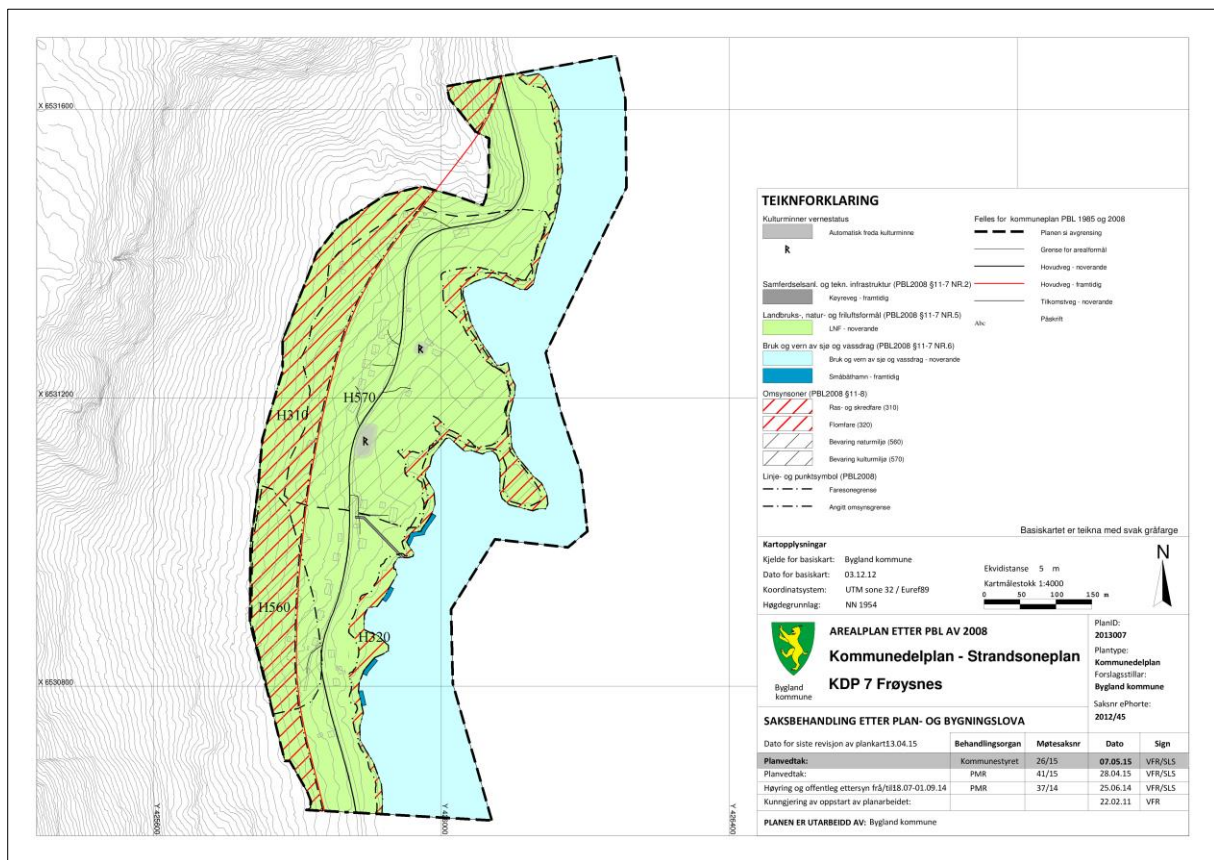 X 6531600
X 6531200
X 6530800
Y 425600
Y 426400
H310
H570
H560
H320
R
R
TEIKNFORKLARING
Kulturminner vernestatus
Automatisk freda kulturminne
R
Samferdselsanl. og tekn. infrastruktur (PBL2008 §11-7 NR.2)
Køyreveg - framtidig
Landbruks-, natur- og friluftsformål (PBL2008 §11-7 NR.5)
LNF - noverande
Bruk og vern av sjø og vassdrag (PBL2008 §11-7 NR.6)
Bruk og vern av sjø og vassdrag - noverande
Småbåthamn - framtidig
Omsynsoner (PBL2008 §11-8)
Ras- og skredfare (310)
Flomfare (320)
Bevaring naturmiljø (560)
Bevaring kulturmiljø (570)
Linje- og punktsymbol (PBL2008)
Faresonegrense
Angitt omsynsgrense
Felles for kommuneplan PBL 1985 og 2008
Planen si avgrensing
Grense for arealformål
Hovudveg - noverande
Hovudveg - framtidig
Tilkomstveg - noverande
Abc Påskrift
Basiskartet er teikna med svak gråfarge
Kartopplysningar
Kjelde for basiskart: Bygland kommune
Dato for basiskart: 03.12.12
Koordinatsystem: UTM sone 32 / Euref89
Høgdegrunnlag: NN 1954
Ekvidistanse 5 m
Kartmålestokk 1:4000
0 50 100 150 m
N
Bygland
kommune
AREALPLAN ETTER PBL AV 2008
Kommunedelplan - Strandsoneplan
KDP 7 Frøysnes
PlanID:
2013007
Plantype:
Kommunedelplan
Forslagsstillar:
Bygland kommune
Saksnr ePhorte:
2012/45
SAKSBEHANDLING ETTER PLAN- OG BYGNINGSLOVA
Dato for siste revisjon av plankart13.04.15 Behandlingsorgan Møtesaksnr Dato Sign
Planvedtak: Kommunestyret 26/15 07.05.15 VFR/SLS
Planvedtak: PMR 41/15 28.04.15 VFR/SLS
Høyring og offentleg ettersyn frå/til18.07-01.09.14 PMR 37/14 25.06.14 VFR/SLS
Kunngjering av oppstart av planarbeidet: 22.02.11 VFR
PLANEN ER UTARBEIDD AV: Bygland kommune